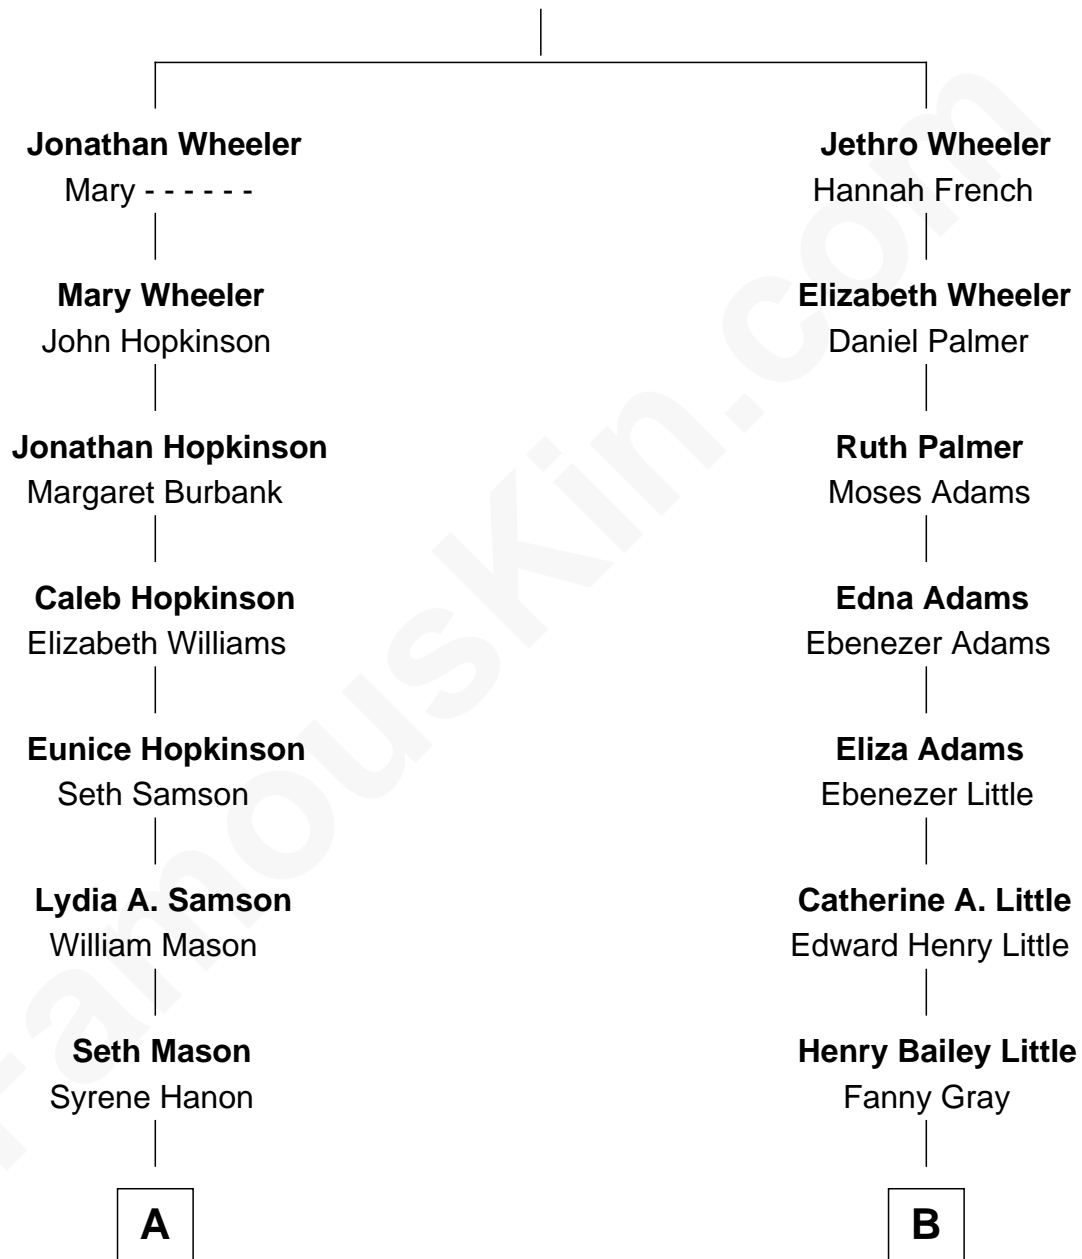 Jonathan Wheeler
Mary - - - - - -
Mary Wheeler
John Hopkinson
Jonathan Hopkinson
Margaret Burbank
Caleb Hopkinson
Elizabeth Williams
Eunice Hopkinson
Seth Samson
Lydia A. Samson
William Mason
Seth Mason
Syrene Hanon
A
Jethro Wheeler
Hannah French
Elizabeth Wheeler
Daniel Palmer
Ruth Palmer
Moses Adams
Edna Adams
Ebenezer Adams
Eliza Adams
Ebenezer Little
Catherine A. Little
Edward Henry Little
Henry Bailey Little
Fanny Gray
B
FamousKin.com